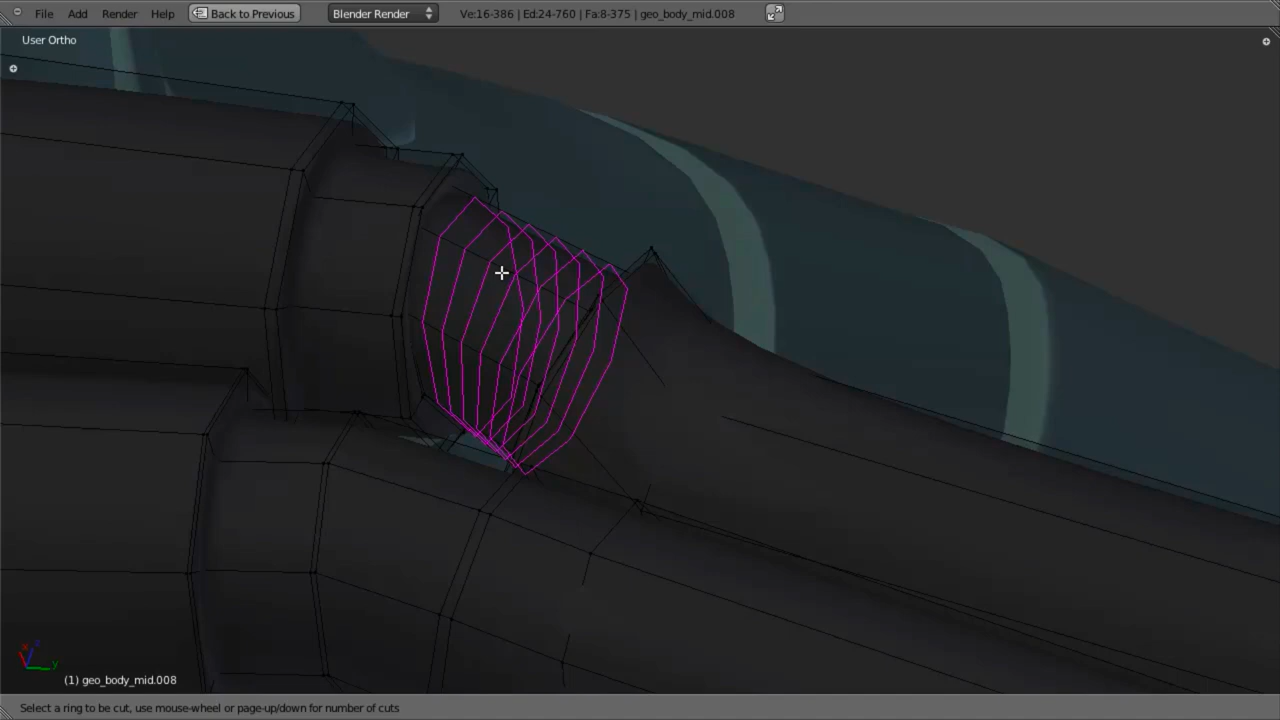 File Add Render Help Back to Previous Blender Render Ve:16-386 | Ed:24-760 | Fa:8-375 | geo_body_mid.008
User Ortho
x z y
(1) geo_body_mid.008
Select a ring to be cut, use mouse-wheel or page-up/down for number of cuts